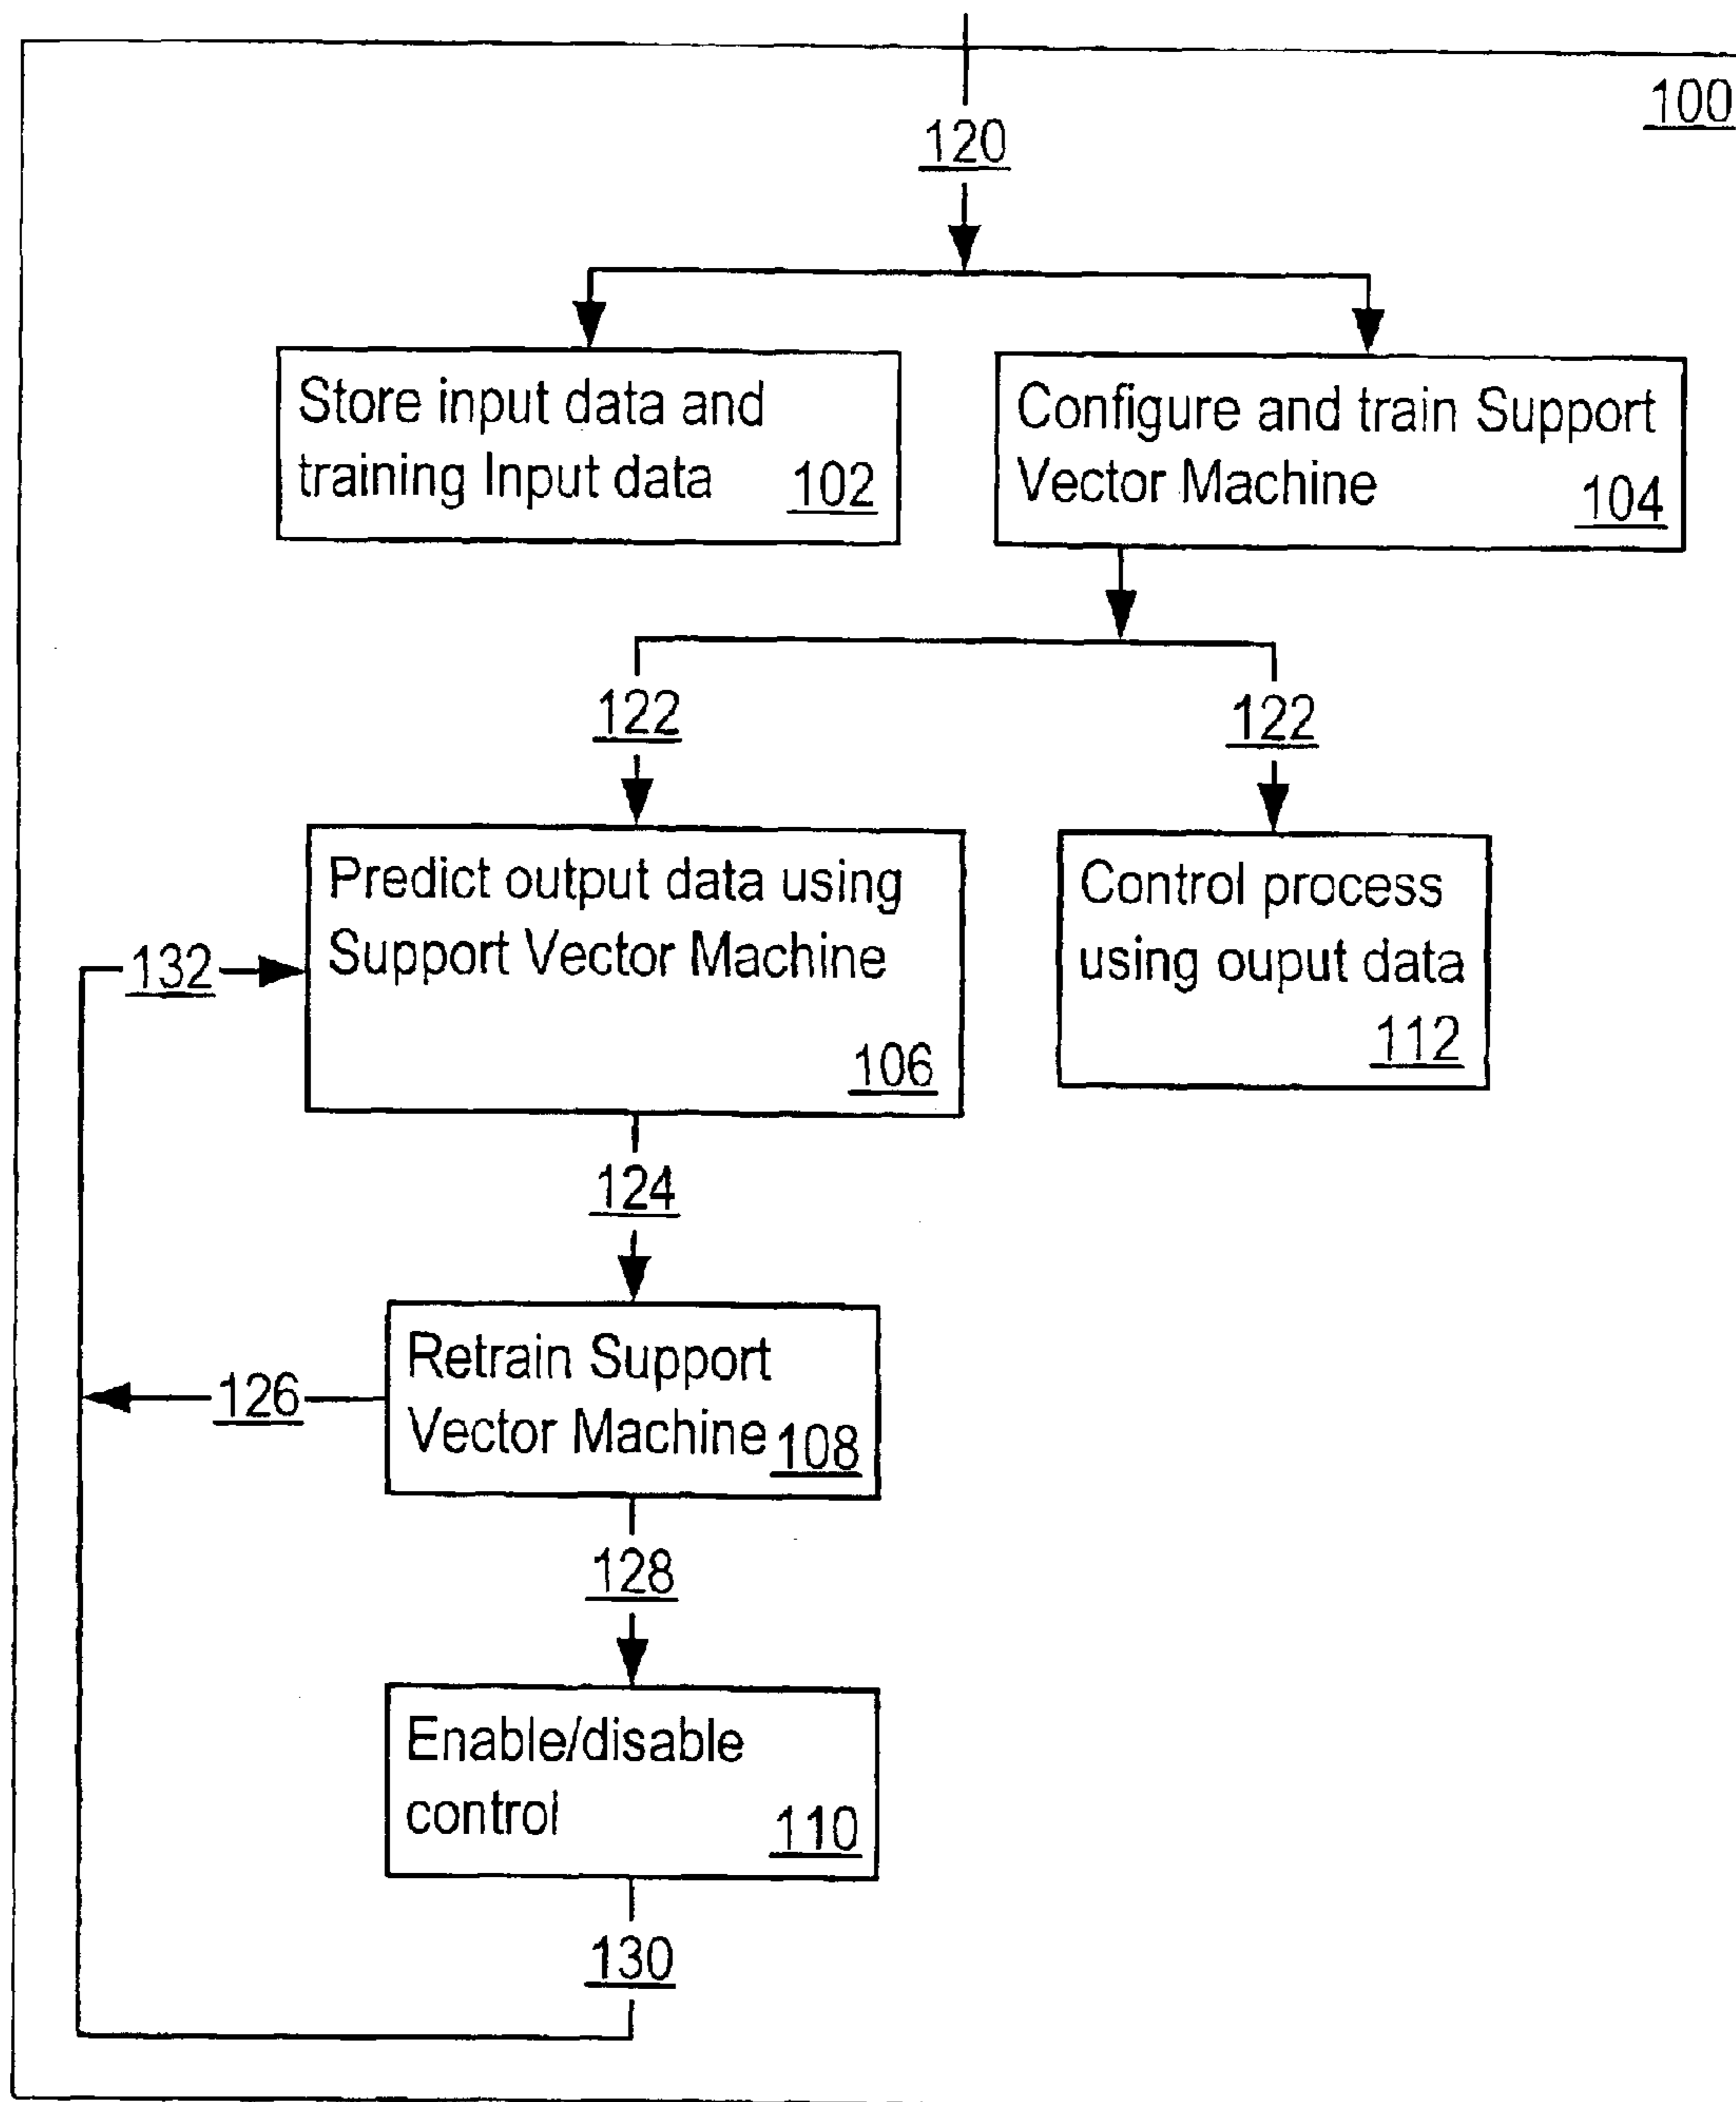 100
120
Store input data and
training Input data 102
Configure and train Support
Vector Machine 104
122
122
Predict output data using
Support Vector Machine
106
Control process
using ouput data
112
132
124
Retrain Support
Vector Machine 108
126
128
Enable/disable
control 110
130